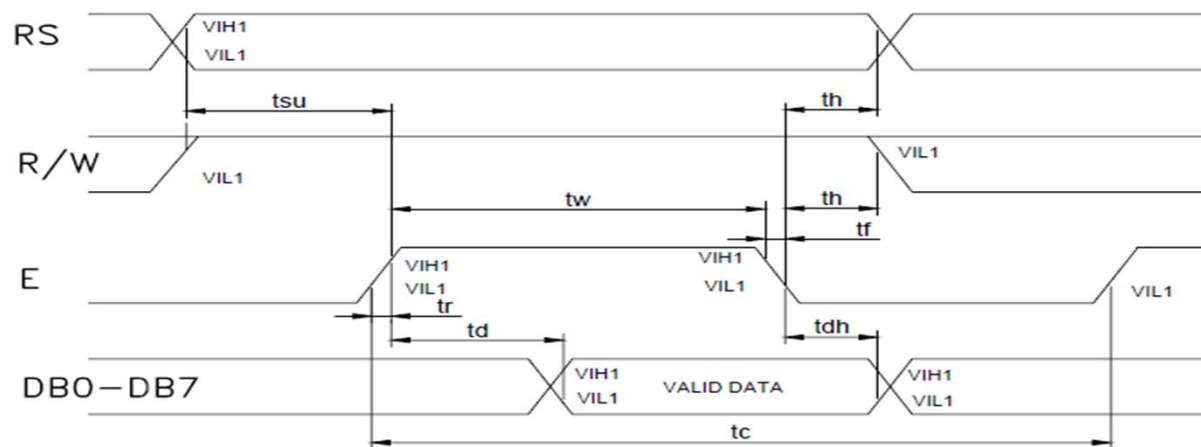 RS
VIH1
VIL1
tsu
th
R/W
VIL1
VIL1
tw
th
tf
E
VIH1
VIL1
VIH1
VIL1
VIL1
tr
td
tdh
DB0-DB7
VIH1
VIL1
VALID DATA
VIH1
VIL1
tc